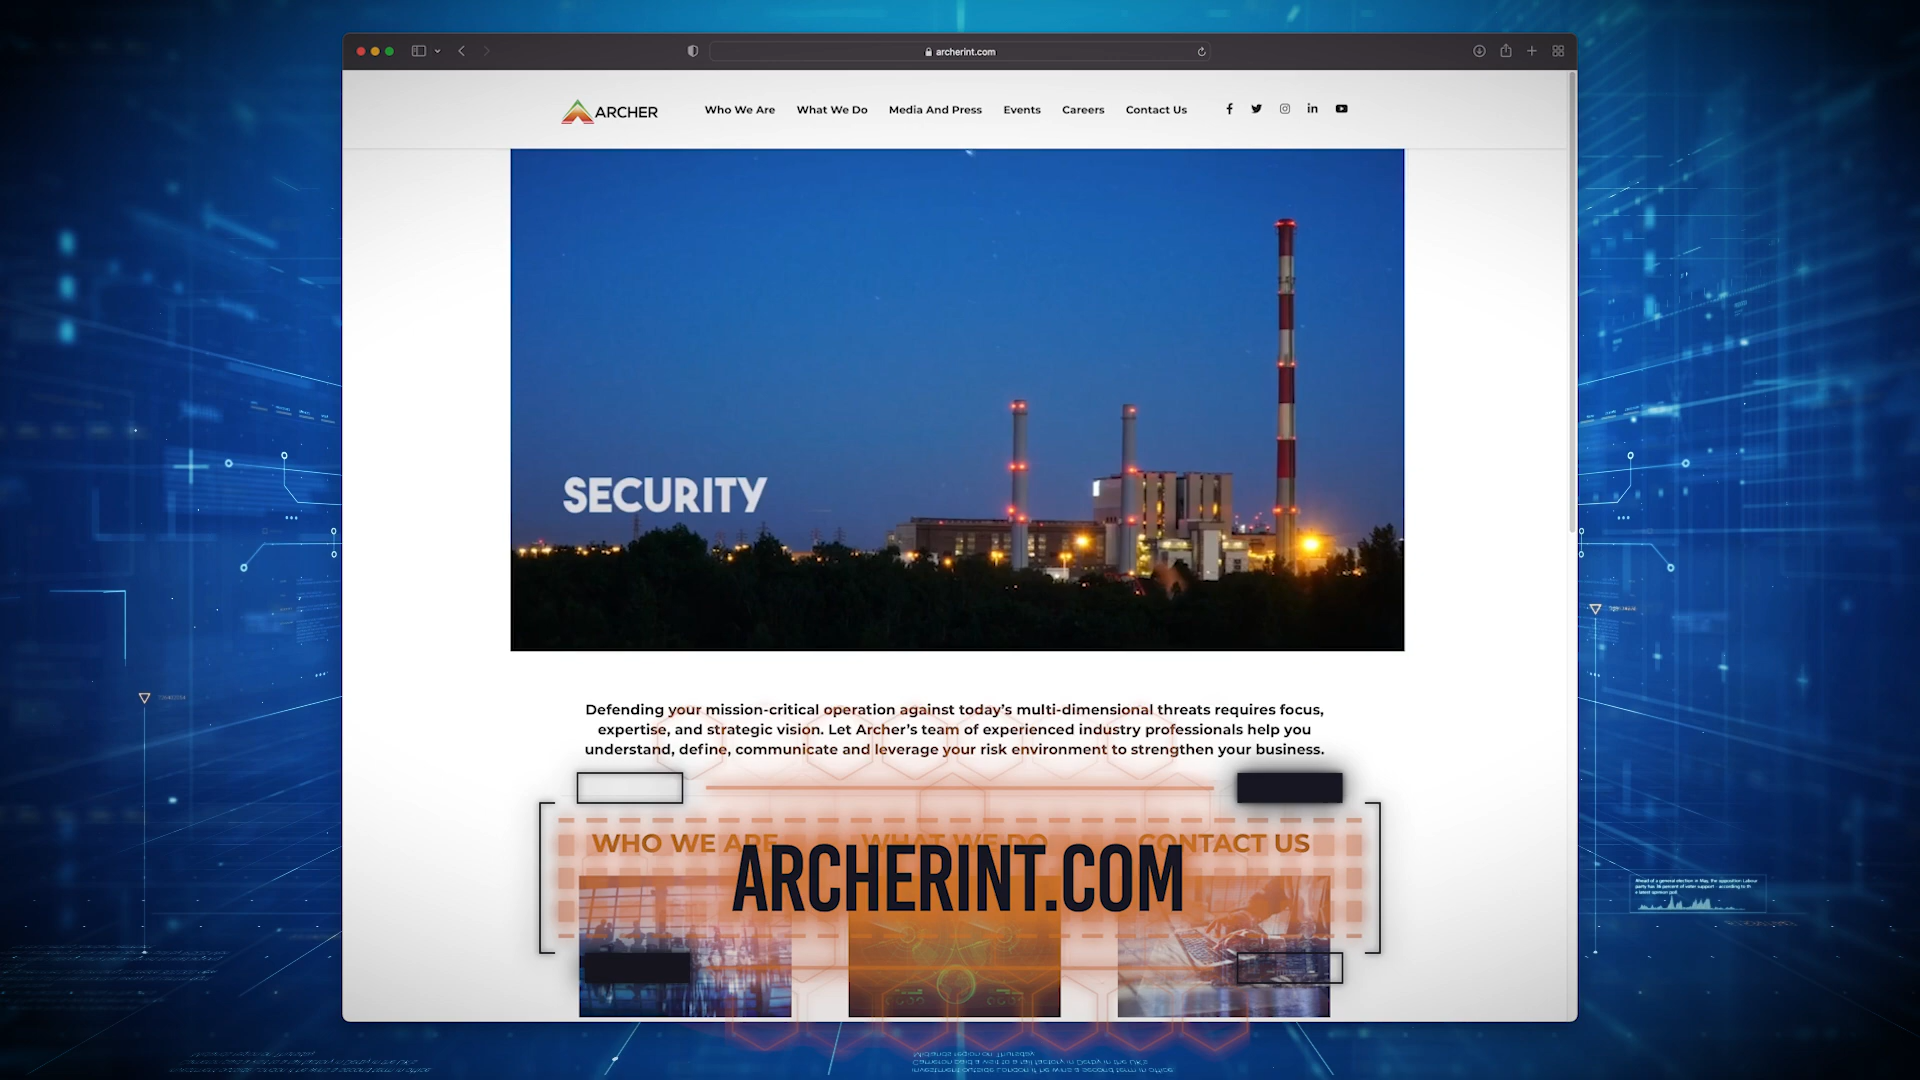 archerint.com
ARCHER
Who We Are
What We Do
Media And Press
Events
Careers
Contact Us
SECURITY
Defending your mission-critical operation against today's multi-dimensional threats requires focus,
expertise, and strategic vision. Let Archer's team of experienced industry professionals help you
understand, define, communicate and leverage your risk environment to strengthen your business.
WHO WE ARE
WHAT WE DO
CONTACT US
ARCHERINT.COM